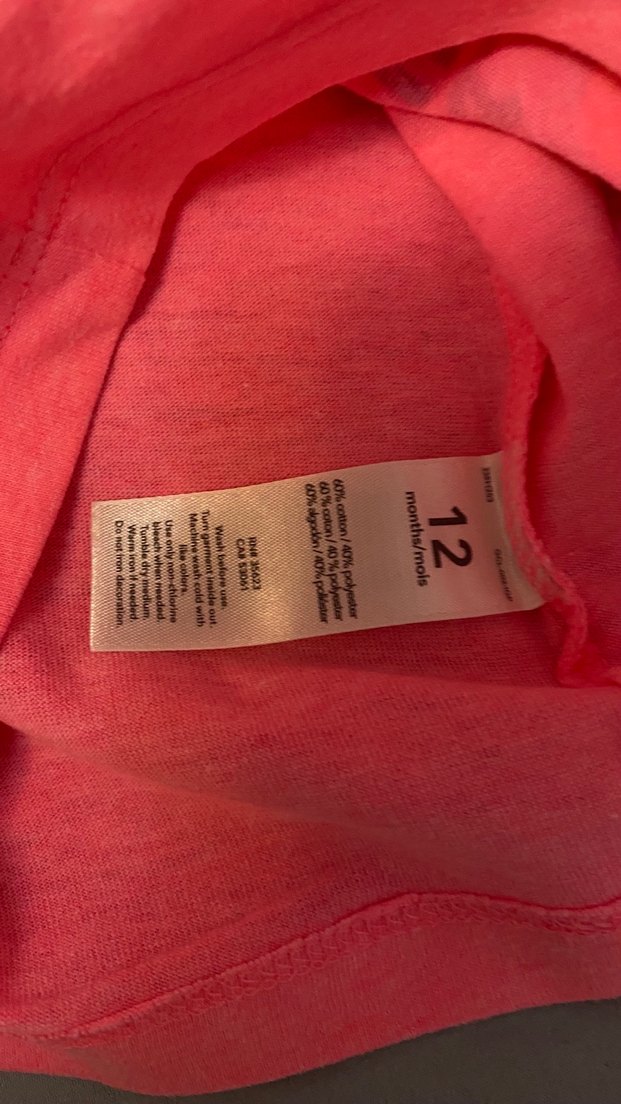 12
months/mois
60% cotton / 40% polyester
60% coton / 40% polyester
60% algodón / 40% poliéster
RN# 35623
CA# 53061
Wash before use.
Turn garment inside out.
Machine wash cold with
like colors.
Use only non-chlorine
bleach when needed.
Tumble dry medium.
Warm iron if needed.
Do not iron decoration.